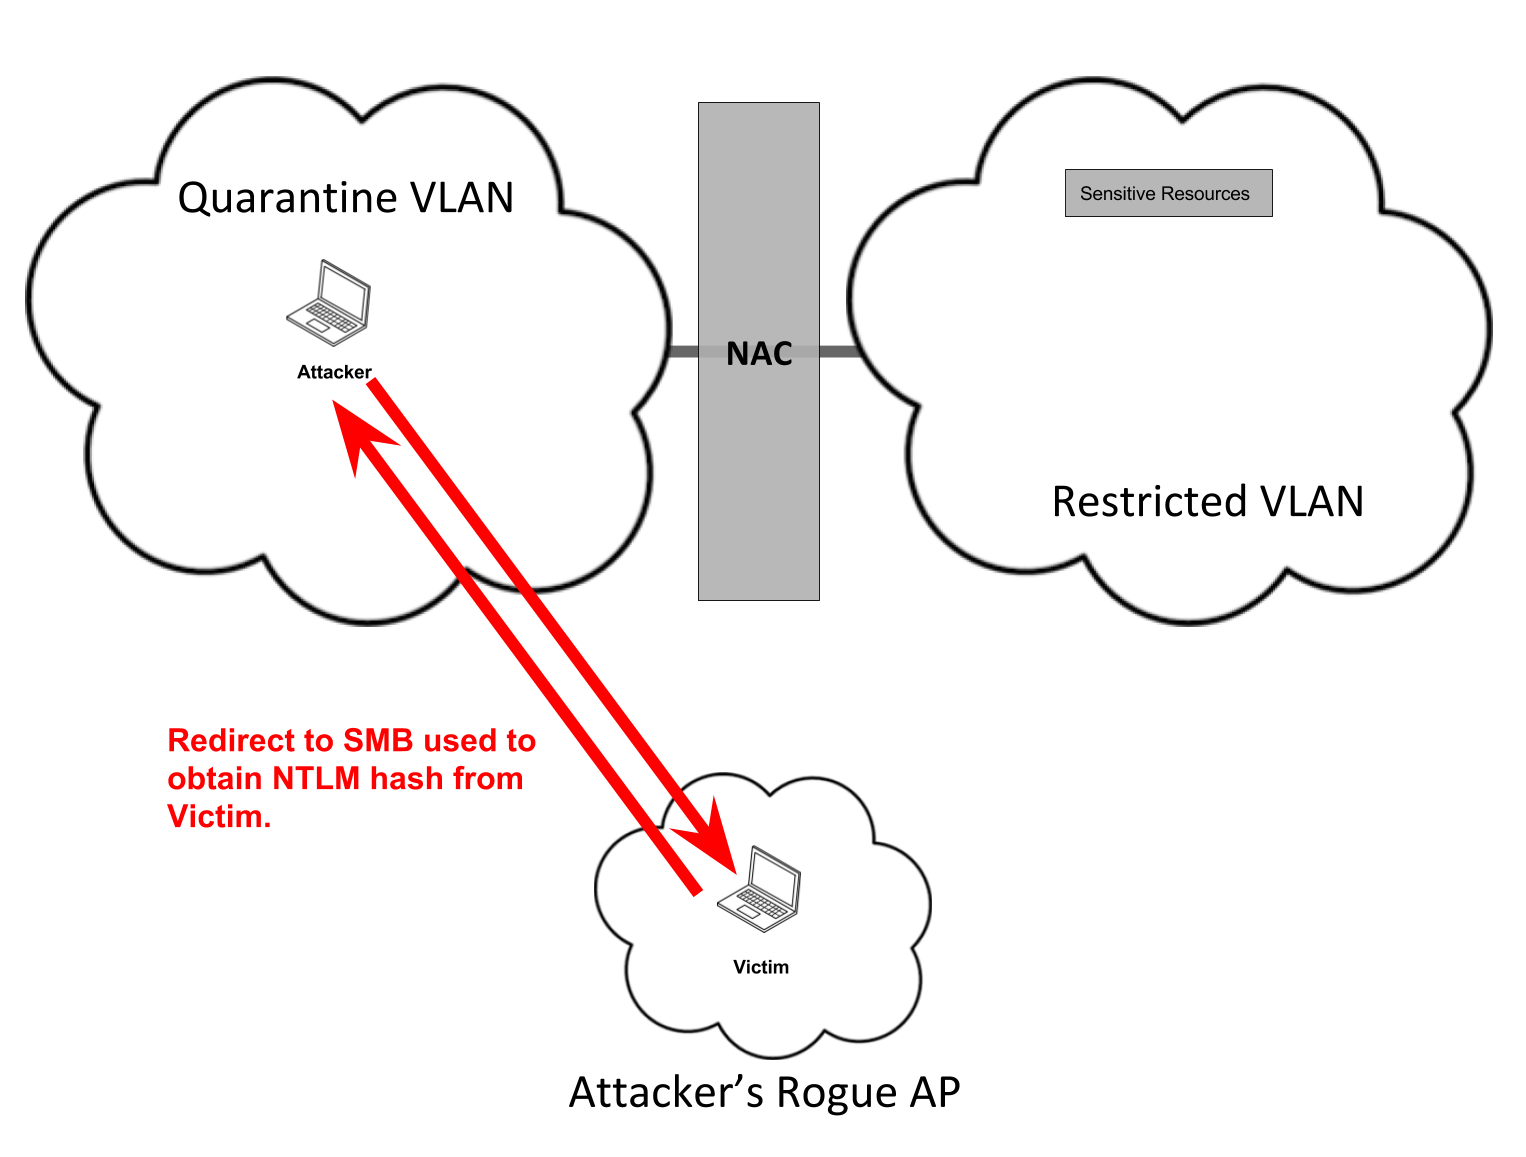 Quarantine VLAN
Sensitive Resources
Attacker
NAC
Restricted VLAN
Redirect to SMB used to
obtain NTLM hash from
Victim.
Victim
Attacker’s Rogue AP